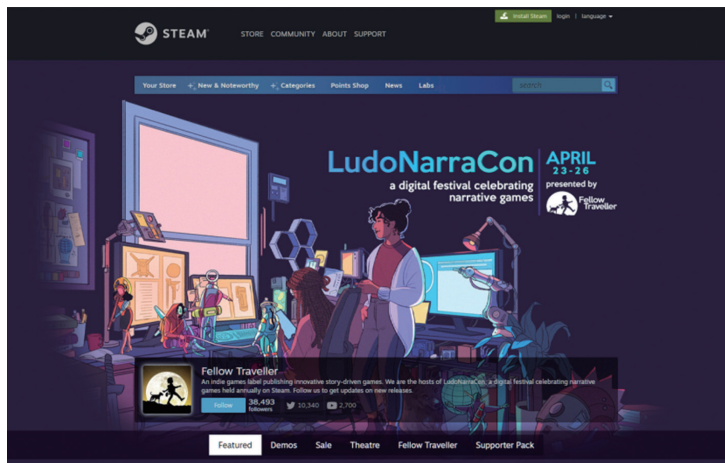 Install Steam login | language
STEAM
STORE COMMUNITY ABOUT SUPPORT
Your Store New & Noteworthy Categories Points Shop News Labs search
LudoNarraCon
a digital festival celebrating
narrative games
APRIL
23-26
presented by
Fellow
Traveller
Fellow Traveller
An indie games label publishing innovative story-driven games. We are the hosts of LudoNarraCon, a digital festival celebrating narrative
games held annually on Steam. Follow us to get updates on new releases.
Follow 38,493 10,340 2,700
followers
Featured Demos Sale Theatre Fellow Traveller Supporter Pack